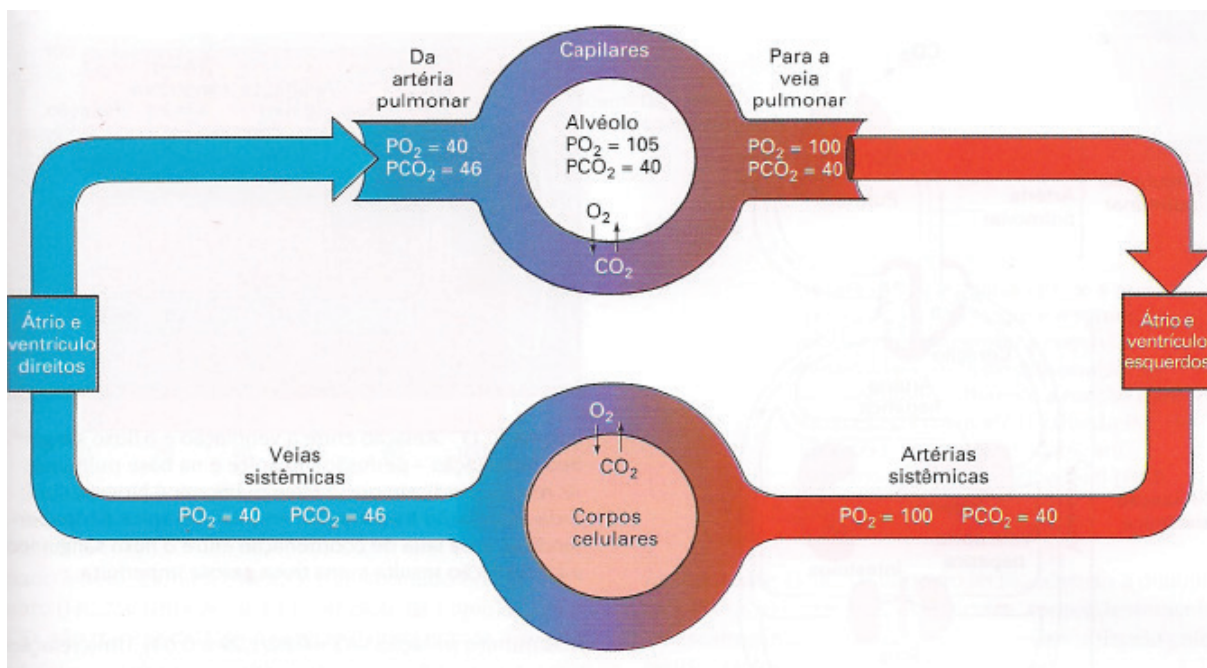 Da
artéria
pulmonar
Capilares
Para a
veia
pulmonar
PO₂ = 40
PCO₂ = 46
Alvéolo
PO₂ = 105
PCO₂ = 40
PO₂ = 100
PCO₂ = 40
O₂
CO₂
Átrio e
ventrículo
direitos
Átrio e
ventrículo
esquerdos
O₂
CO₂
Veias
sistêmicas
Artérias
sistêmicas
PO₂ = 40 PCO₂ = 46
Corpos
celulares
PO₂ = 100 PCO₂ = 40